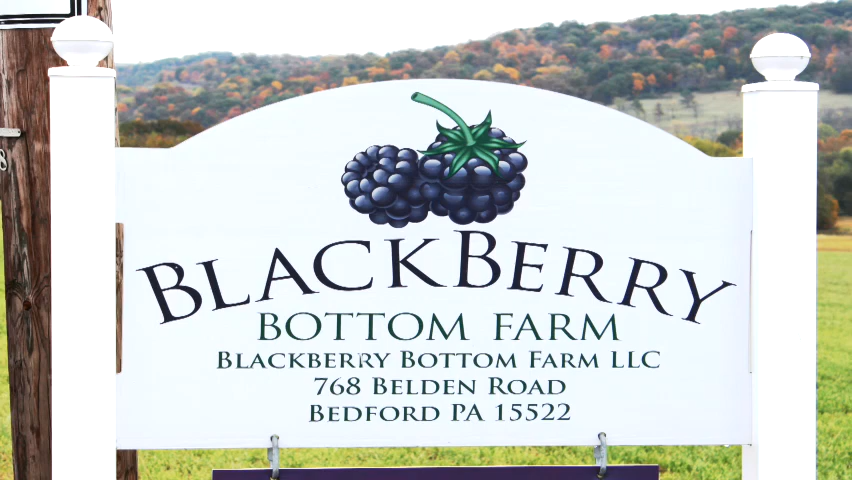 BLACKBERRY
BOTTOM FARM
BLACKBERRY BOTTOM FARM LLC
768 BELDEN ROAD
BEDFORD PA 15522